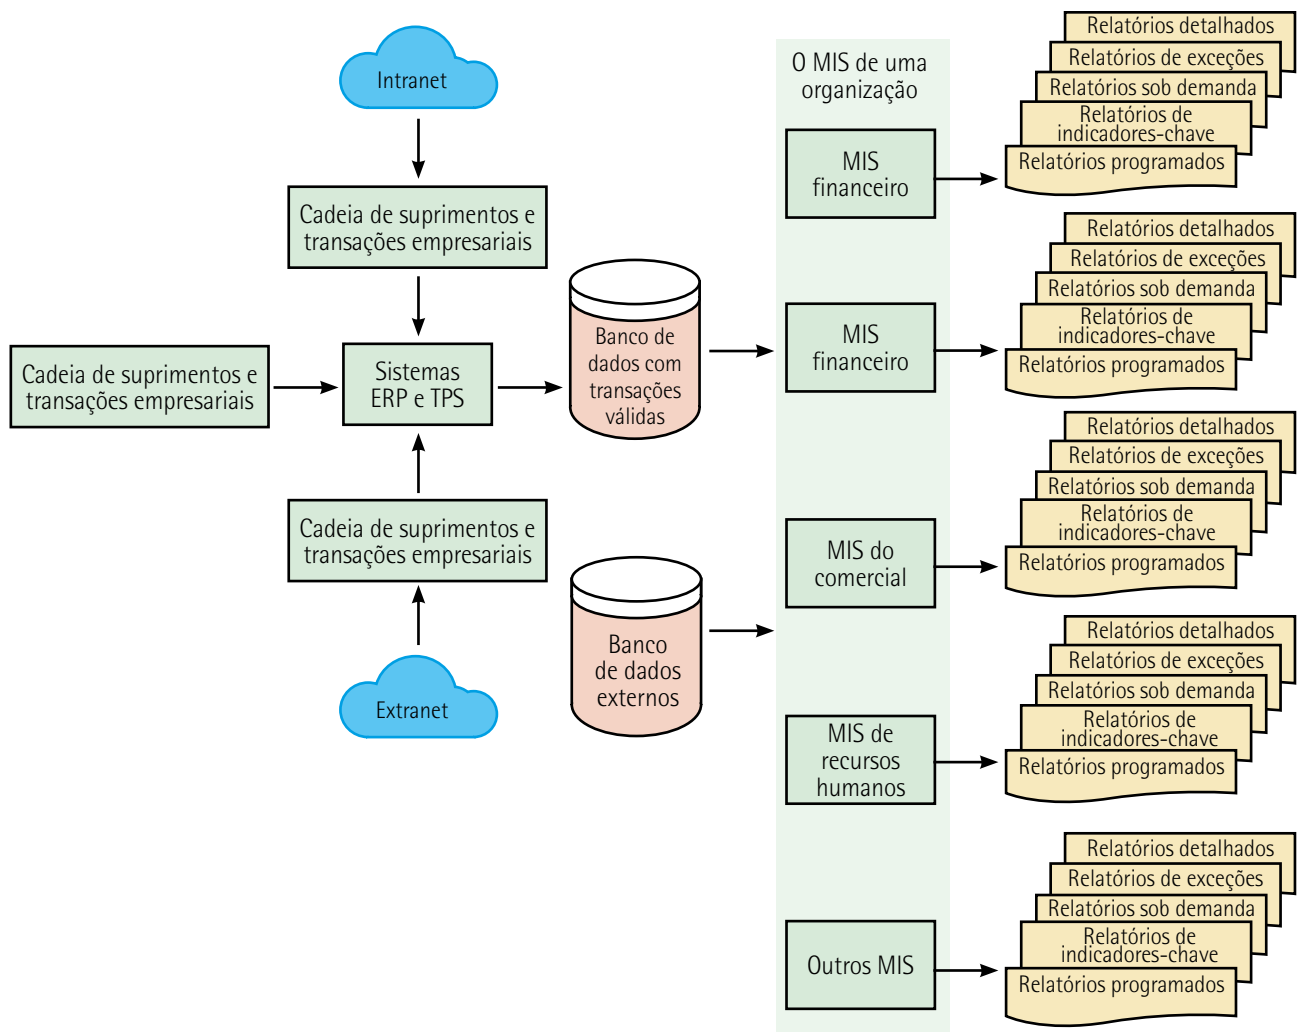 Intranet
Cadeia de suprimentos e
transações empresariais
Cadeia de suprimentos e
transações empresariais
Sistemas
ERP e TPS
Cadeia de suprimentos e
transações empresariais
Extranet
Banco de
dados com
transações
válidas
Banco
de dados
externos
O MIS de uma
organização
MIS
financeiro
Relatórios detalhados
Relatórios de exceções
Relatórios sob demanda
Relatórios de
indicadores-chave
Relatórios programados
MIS
financeiro
Relatórios detalhados
Relatórios de exceções
Relatórios sob demanda
Relatórios de
indicadores-chave
Relatórios programados
MIS do
comercial
Relatórios detalhados
Relatórios de exceções
Relatórios sob demanda
Relatórios de
indicadores-chave
Relatórios programados
MIS de
recursos
humanos
Relatórios detalhados
Relatórios de exceções
Relatórios sob demanda
Relatórios de
indicadores-chave
Relatórios programados
Outros MIS
Relatórios detalhados
Relatórios de exceções
Relatórios sob demanda
Relatórios de
indicadores-chave
Relatórios programados